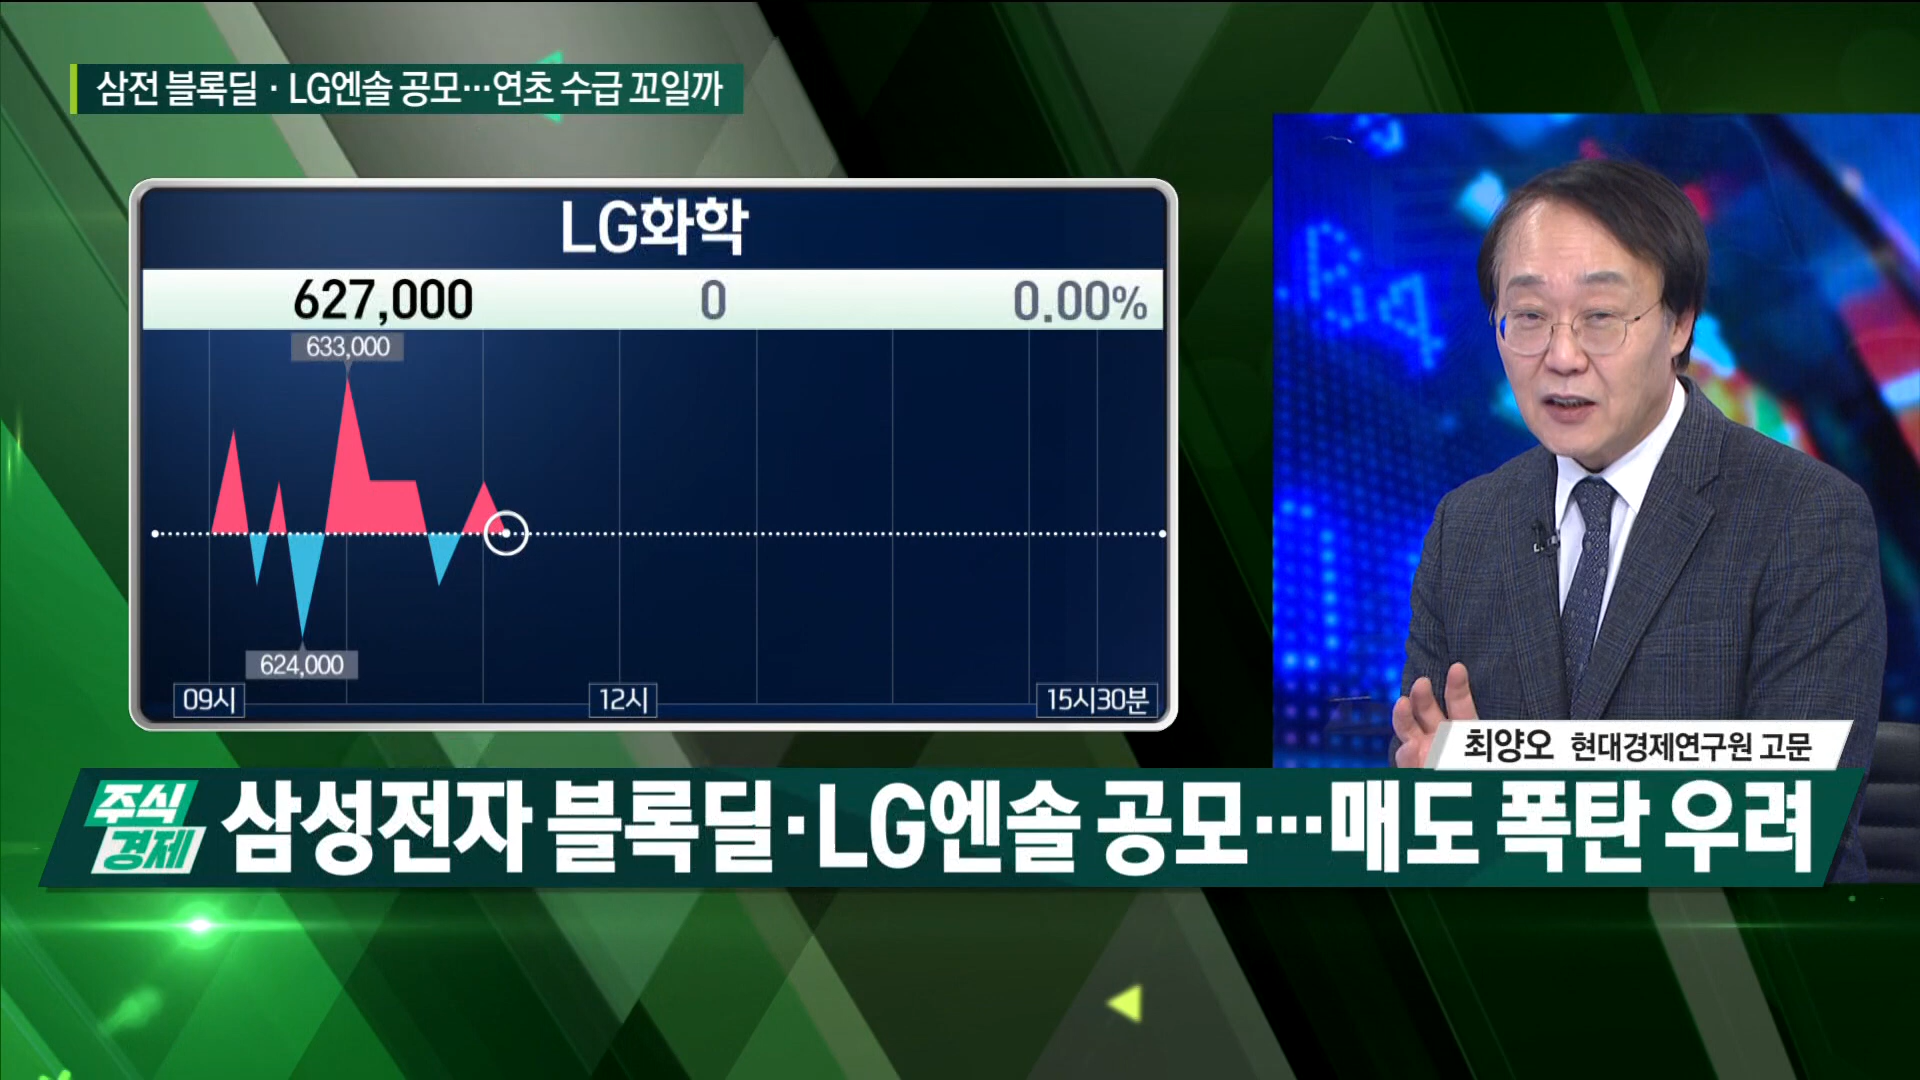 삼전 블록딜 · LG엔솔 공모…연초 수급 꼬일까
LG화학
627,000 0 0.00%
633,000
624,000
09시 12시 15시30분
최양오 현대경제연구원 고문
주식
경제
삼성전자 블록딜·LG엔솔 공모…매도 폭탄 우려